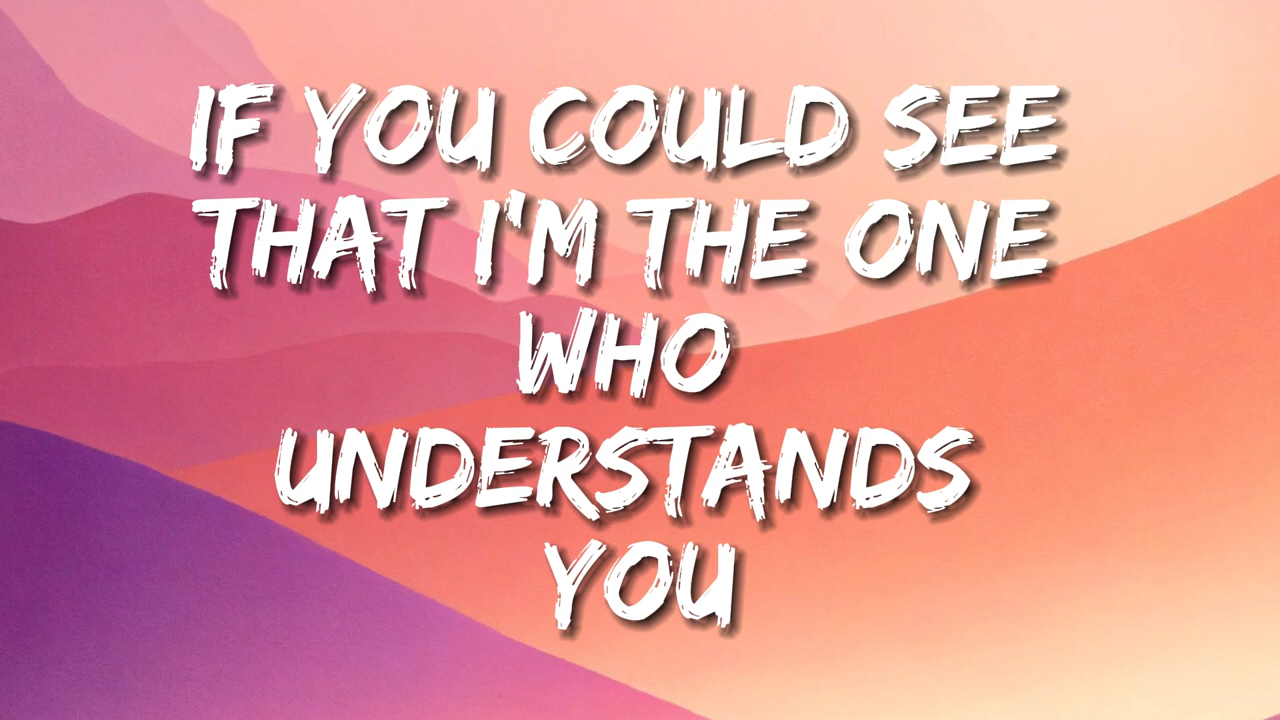 IF YOU COULD SEE
THAT I'M THE ONE
WHO
UNDERSTANDS
YOU